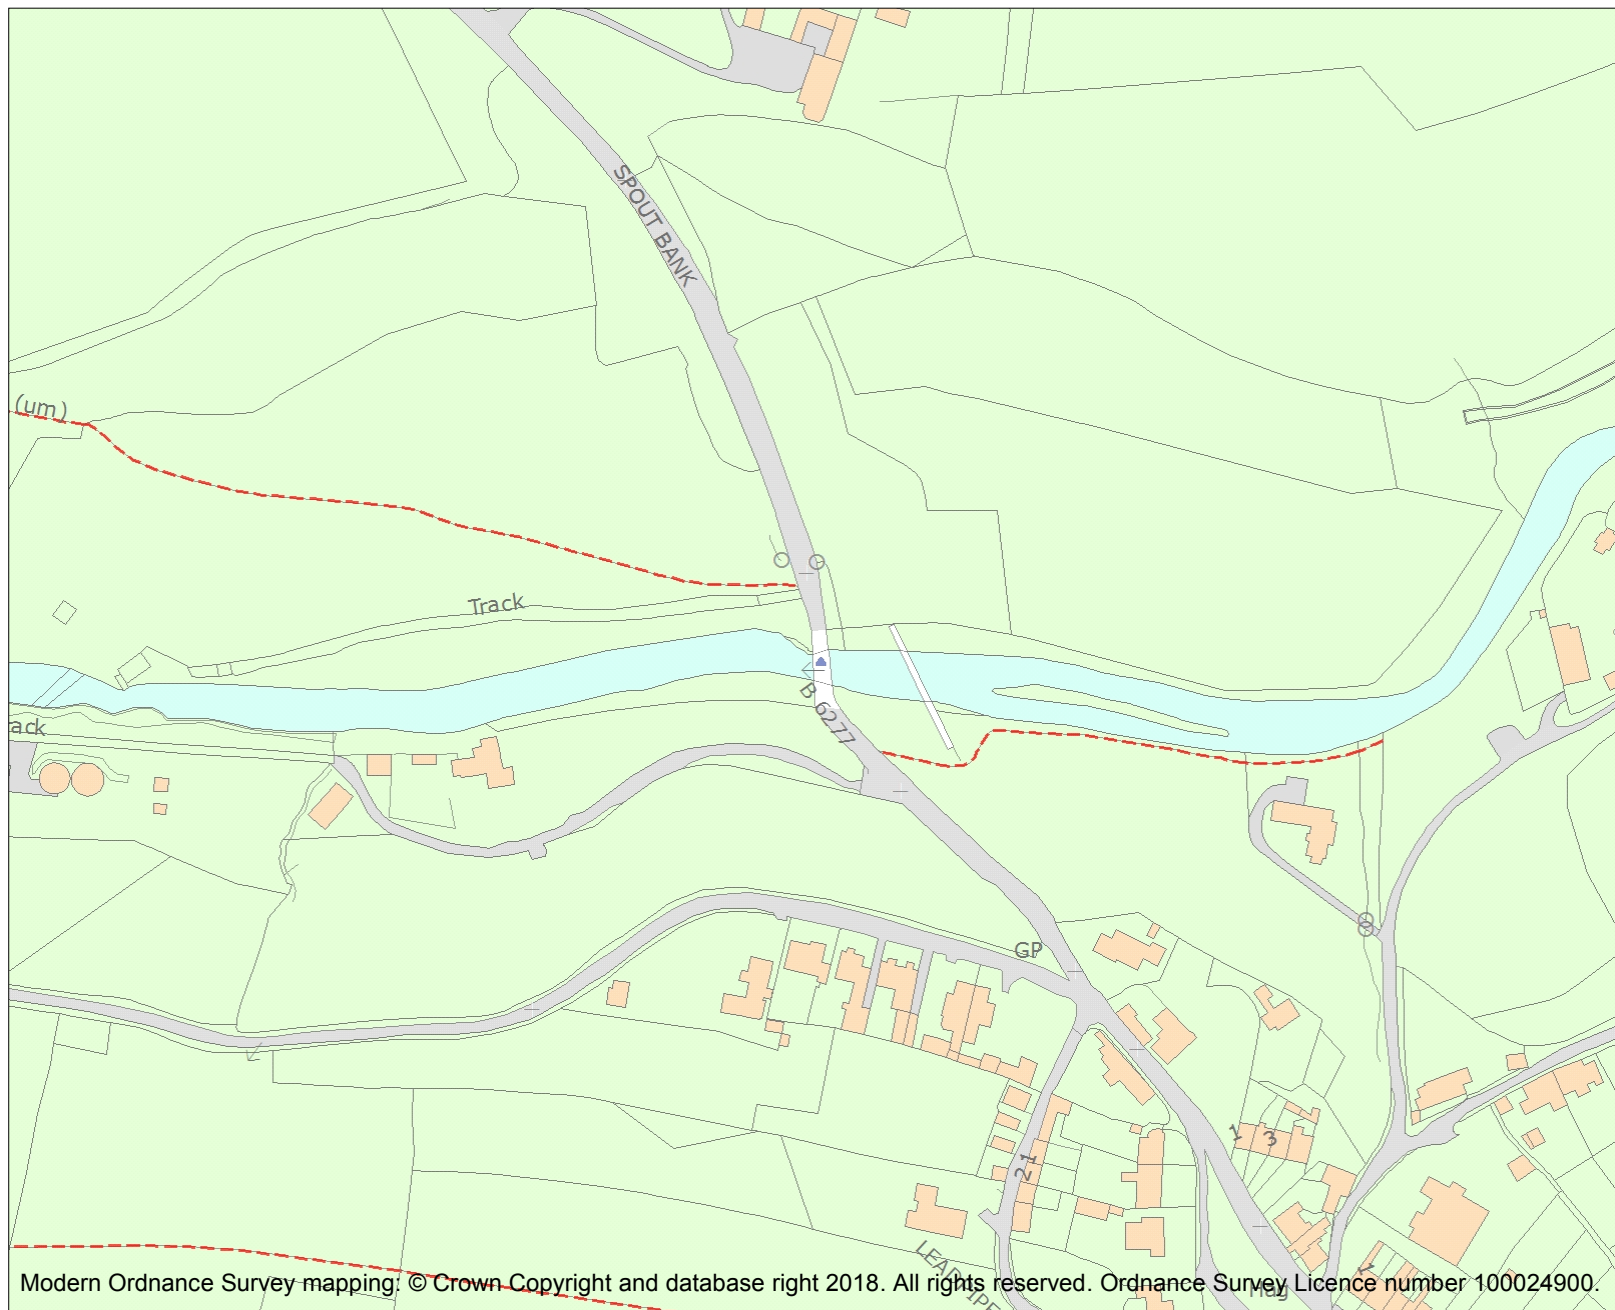 SPOUT BANK
(um)
Track
B 6277
ack
GP
1
3
21
1
Modern Ordnance Survey mapping: © Crown Copyright and database right 2018. All rights reserved. Ordnance Survey Licence number 100024900.